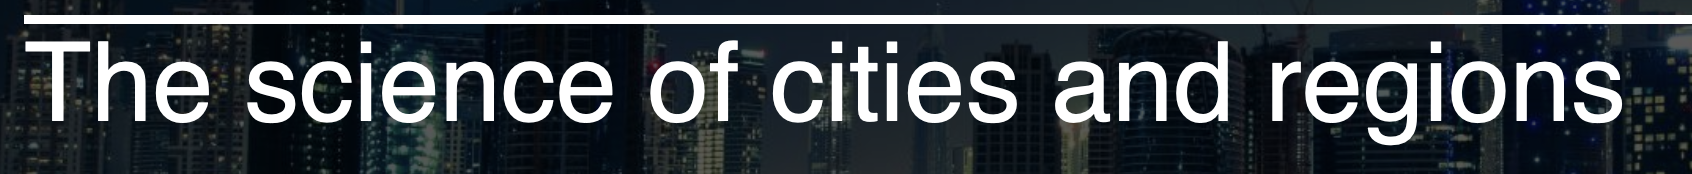 The science of cities and regions